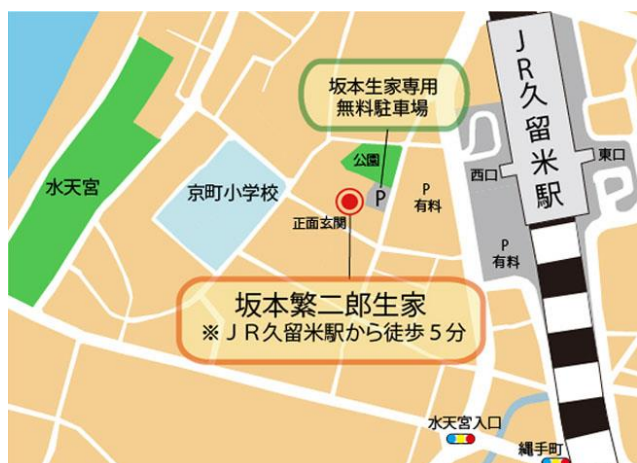 坂本生家専用
無料駐車場
JR久留米駅
公園
P
西口
東口
水天宮
京町小学校
正面玄関
P
有料
P
有料
坂本繁二郎生家
※JR久留米駅から徒歩5分
水天宮入口
縄手町